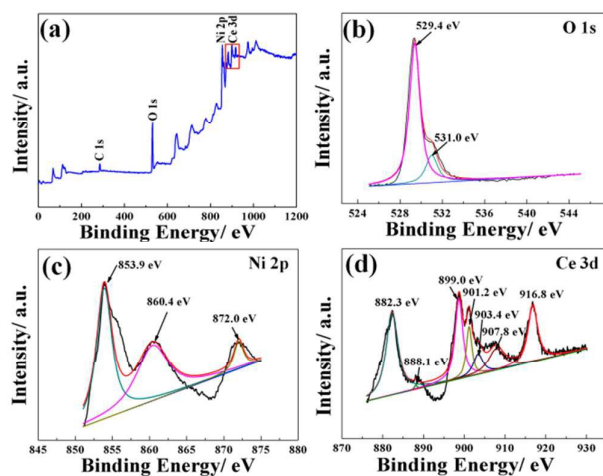 (a)
Ni 2p
Ce 3d
O 1s
C 1s
Intensity/ a.u.
0 200 400 600 800 1000 1200
Binding Energy/ eV
(b)
O 1s
529.4 eV
531.0 eV
Intensity/ a.u.
524 528 532 536 540 544
Binding Energy/ eV
(c)
Ni 2p
853.9 eV
860.4 eV
872.0 eV
Intensity/ a.u.
845 850 855 860 865 870 875 880
Binding Energy/ eV
(d)
Ce 3d
899.0 eV
901.2 eV
882.3 eV
903.4 eV
916.8 eV
907.8 eV
888.1 eV
Intensity/ a.u.
870 880 890 900 910 920 930
Binding Energy/ eV